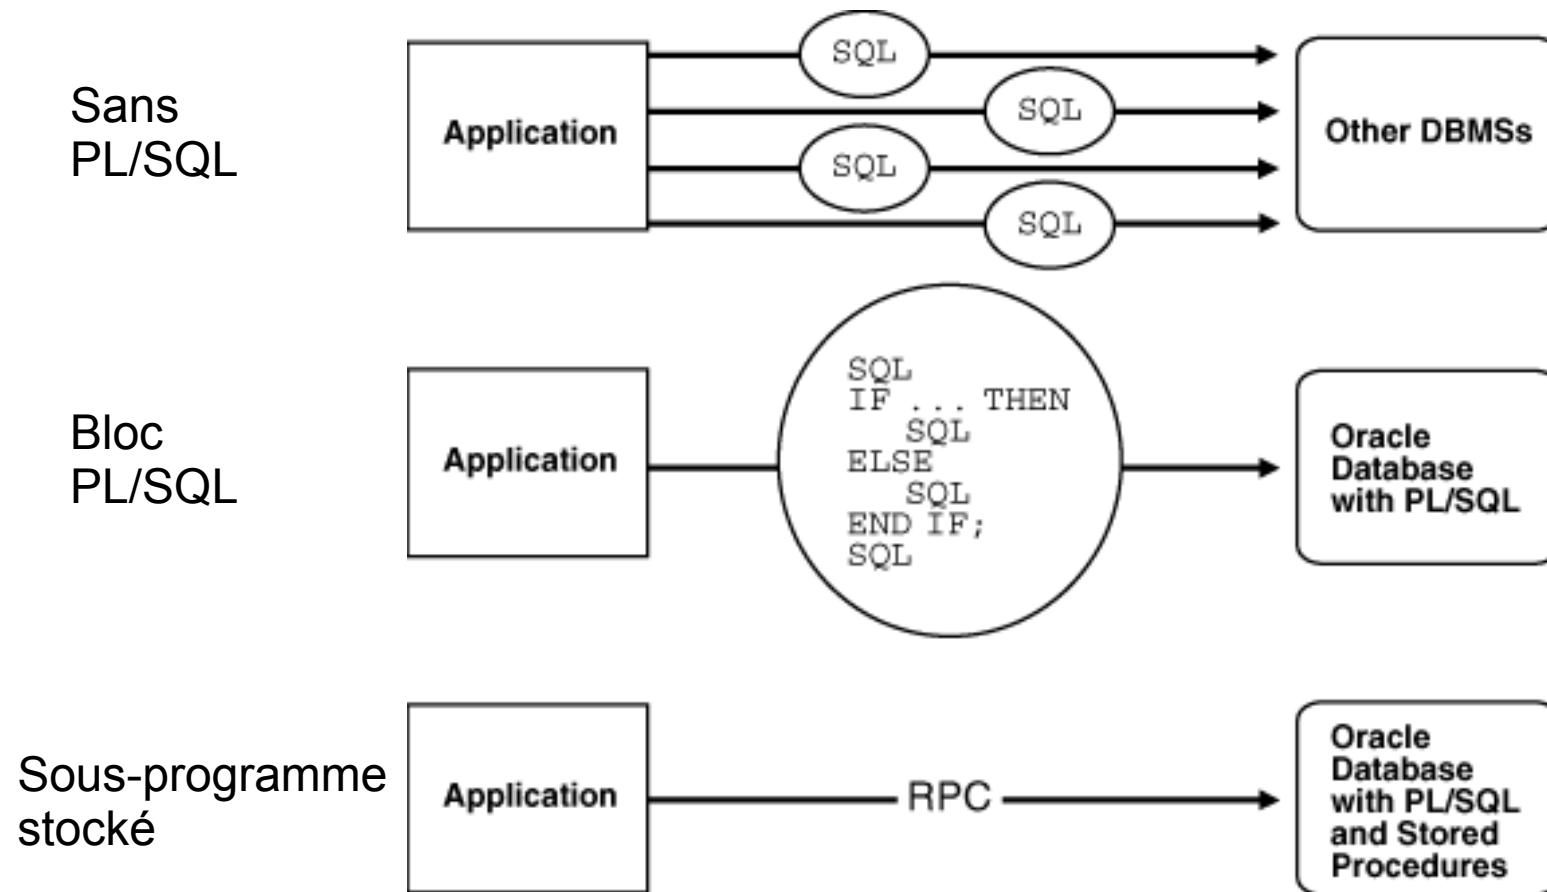 Sans
PL/SQL
Application
SQL
SQL
SQL
SQL
Other DBMSs
Bloc
PL/SQL
Application
SQL
IF ... THEN
SQL
ELSE
SQL
END IF;
SQL
Oracle
Database
with PL/SQL
Sous-programme
stocké
Application
RPC
Oracle
Database
with PL/SQL
and Stored
Procedures